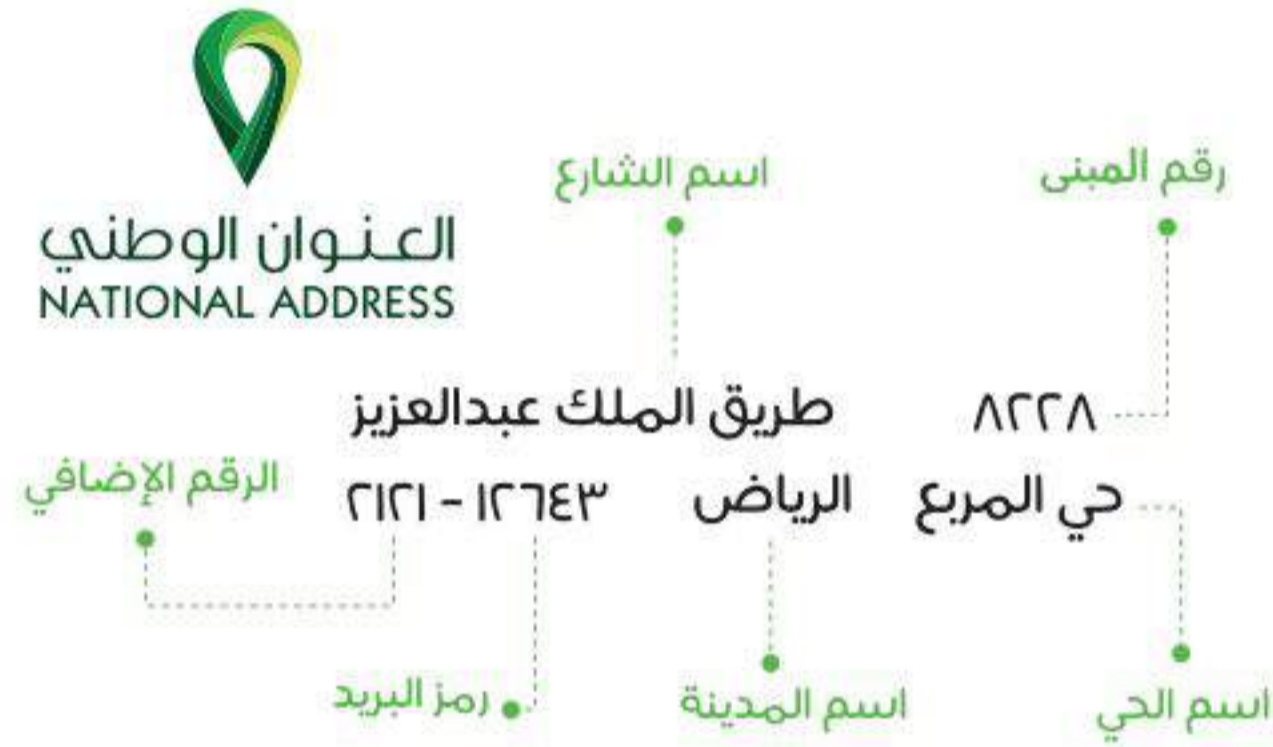 العنوان الوطني
NATIONAL ADDRESS
رقم المبنى
اسم الشارع
٨٢٢٨ طريق الملك عبدالعزيز
حي المربع الرياض ١٢٦٤٣ - ٢١٢١
الرقم الإضافي
اسم الحي
اسم المدينة
رمز البريد